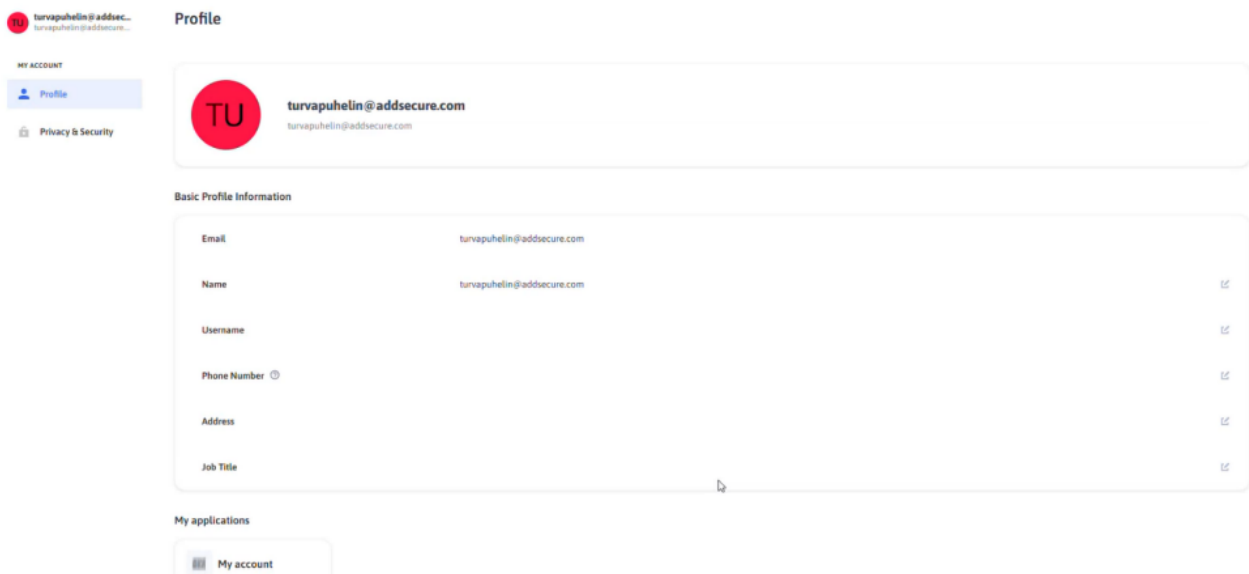 TU
turvapuhelin@addsec...
turvapuhelin@addsecure...
MY ACCOUNT
Profile
Privacy & Security
Profile
TU
turvapuhelin@addsecure.com
turvapuhelin@addsecure.com
Basic Profile Information
Email turvapuhelin@addsecure.com
Name turvapuhelin@addsecure.com
Username
Phone Number ?
Address
Job Title
My applications
My account